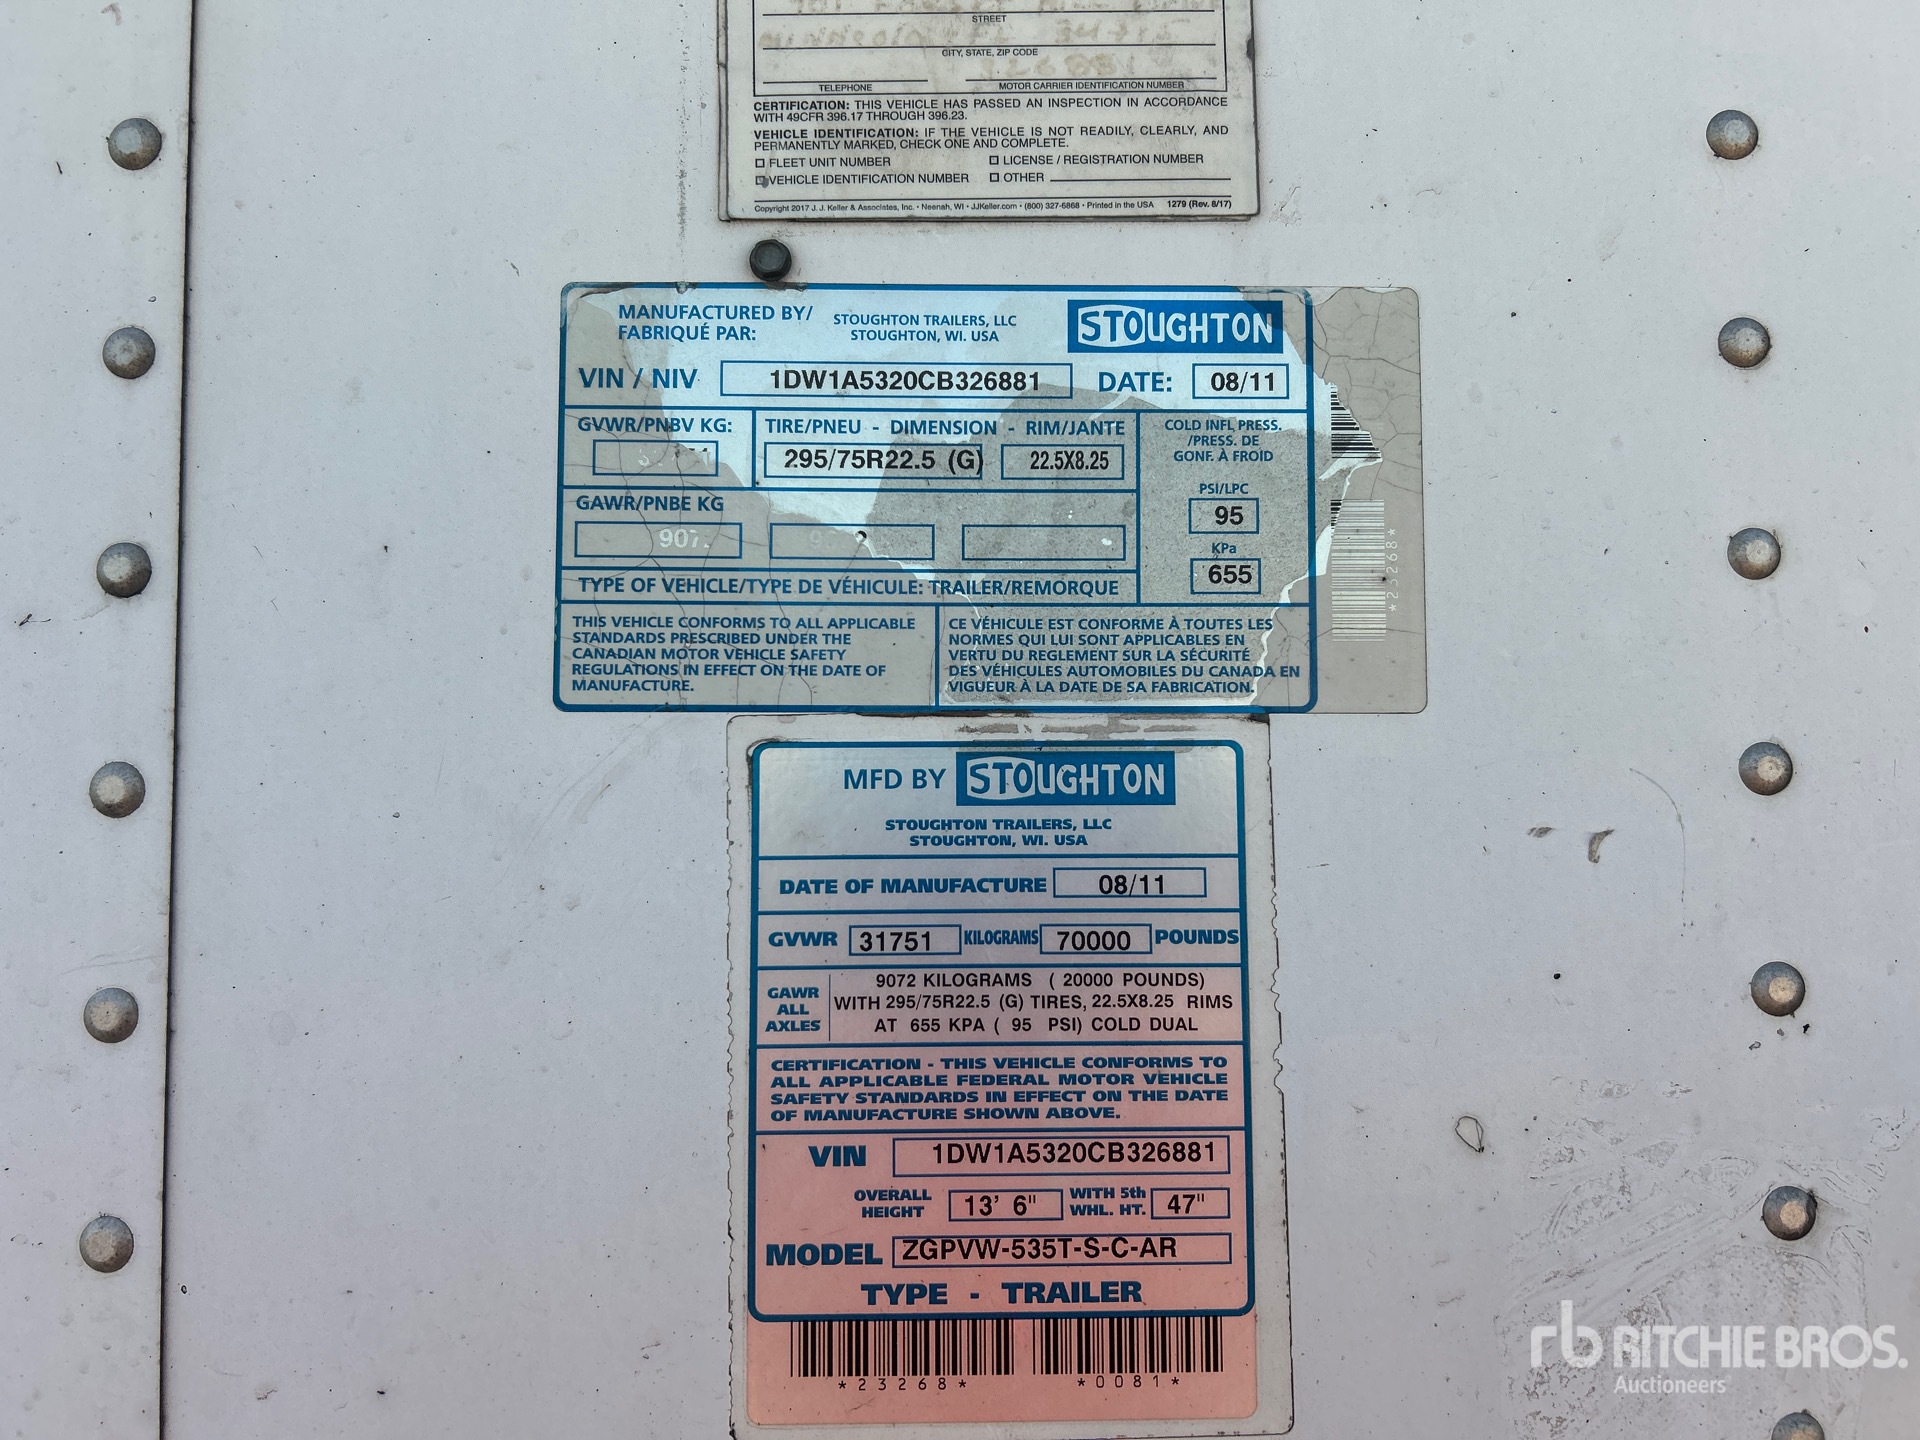 STREET
CITY, STATE, ZIP CODE
TELEPHONE MOTOR CARRIER IDENTIFICATION NUMBER
CERTIFICATION: THIS VEHICLE HAS PASSED AN INSPECTION IN ACCORDANCE
WITH 49CFR 396.17 THROUGH 396.23.
VEHICLE IDENTIFICATION: IF THE VEHICLE IS NOT READILY, CLEARLY, AND
PERMANENTLY MARKED, CHECK ONE AND COMPLETE.
FLEET UNIT NUMBER LICENSE / REGISTRATION NUMBER
VEHICLE IDENTIFICATION NUMBER OTHER
Copyright 2017 J. J. Keller & Associates, Inc. • Neenah, WI • JJKeller.com • (800) 327-6868 • Printed in the USA 1279 (Rev. 8/17)
MANUFACTURED BY/
FABRIQUÉ PAR:
STOUGHTON TRAILERS, LLC
STOUGHTON, WI. USA
STOUGHTON
VIN / NIV 1DW1A5320CB326881 DATE: 08/11
GVWR/PNBV KG:
TIRE/PNEU - DIMENSION - RIM/JANTE
295/75R22.5 (G) 22.5X8.25
COLD INFL. PRESS.
/PRESS. DE
GONF. À FROID
PSI/LPC
95
KPa
655
GAWR/PNBE KG
TYPE OF VEHICLE/TYPE DE VÉHICULE: TRAILER/REMORQUE
THIS VEHICLE CONFORMS TO ALL APPLICABLE
STANDARDS PRESCRIBED UNDER THE
CANADIAN MOTOR VEHICLE SAFETY
REGULATIONS IN EFFECT ON THE DATE OF
MANUFACTURE.
CE VÉHICULE EST CONFORME À TOUTES LES
NORMES QUI LUI SONT APPLICABLES EN
VERTU DU REGLEMENT SUR LA SÉCURITÉ
DES VÉHICULES AUTOMOBILES DU CANADA EN
VIGUEUR À LA DATE DE SA FABRICATION.
*23268*
MFD BY STOUGHTON
STOUGHTON TRAILERS, LLC
STOUGHTON, WI. USA
DATE OF MANUFACTURE 08/11
GVWR 31751 KILOGRAMS 70000 POUNDS
GAWR
ALL
AXLES
9072 KILOGRAMS ( 20000 POUNDS)
WITH 295/75R22.5 (G) TIRES, 22.5X8.25 RIMS
AT 655 KPA ( 95 PSI) COLD DUAL
CERTIFICATION - THIS VEHICLE CONFORMS TO
ALL APPLICABLE FEDERAL MOTOR VEHICLE
SAFETY STANDARDS IN EFFECT ON THE DATE
OF MANUFACTURE SHOWN ABOVE.
VIN 1DW1A5320CB326881
OVERALL
HEIGHT
13' 6"
WITH 5th
WHL. HT.
47"
MODEL ZGPVW-535T-S-C-AR
TYPE - TRAILER
*23268* *0081*
rb RITCHIE BROS.
Auctioneers